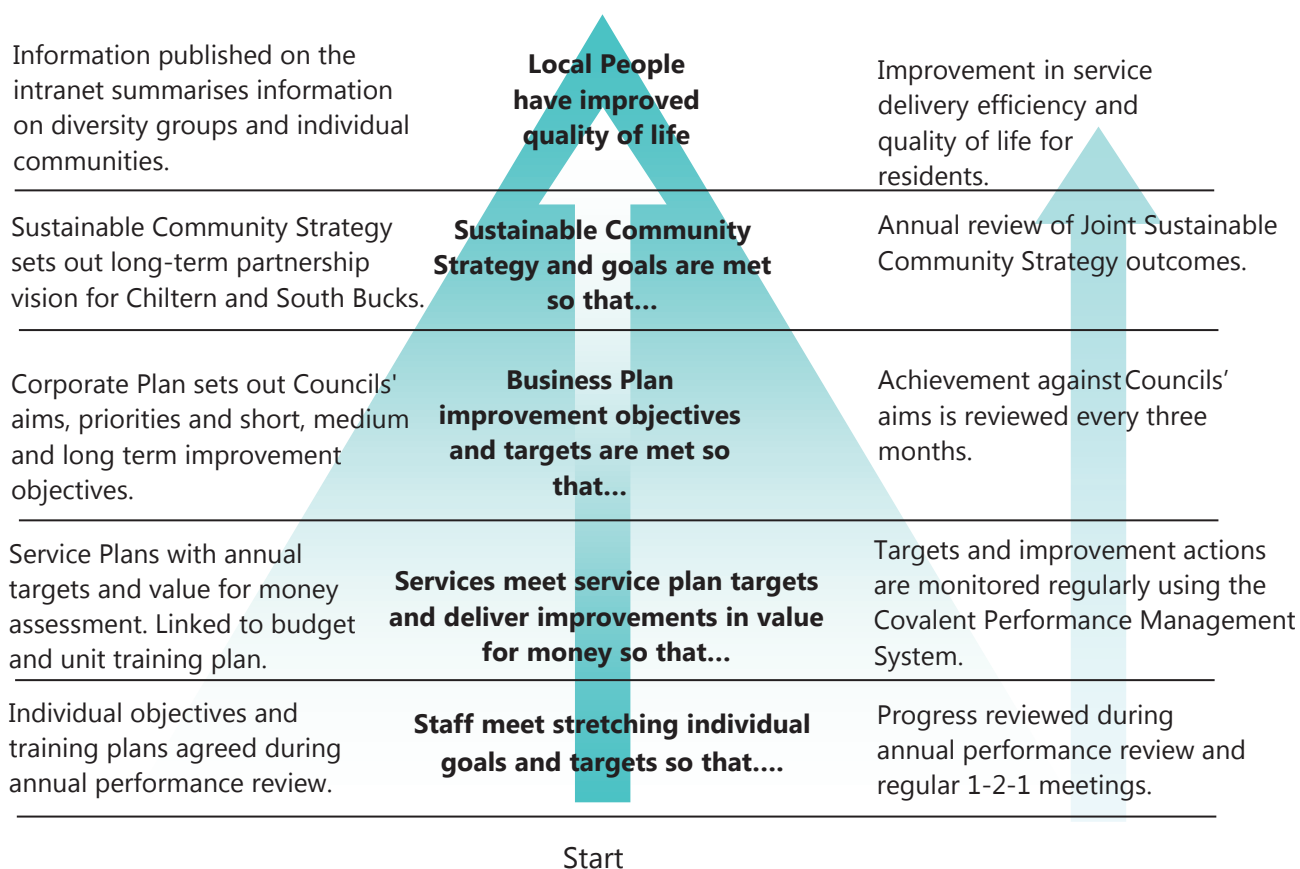 Information published on the
intranet summarises information
on diversity groups and individual
communities.
Local People
have improved
quality of life
Improvement in service
delivery efficiency and
quality of life for
residents.
Sustainable Community Strategy
sets out long-term partnership
vision for Chiltern and South Bucks.
Sustainable Community
Strategy and goals are met
so that…
Annual review of Joint Sustainable
Community Strategy outcomes.
Corporate Plan sets out Councils'
aims, priorities and short, medium
and long term improvement
objectives.
Business Plan
improvement objectives
and targets are met so
that…
Achievement against Councils’
aims is reviewed every three
months.
Service Plans with annual
targets and value for money
assessment. Linked to budget
and unit training plan.
Services meet service plan targets
and deliver improvements in value
for money so that…
Targets and improvement actions
are monitored regularly using the
Covalent Performance Management
System.
Individual objectives and
training plans agreed during
annual performance review.
Staff meet stretching individual
goals and targets so that….
Progress reviewed during
annual performance review and
regular 1-2-1 meetings.
Start